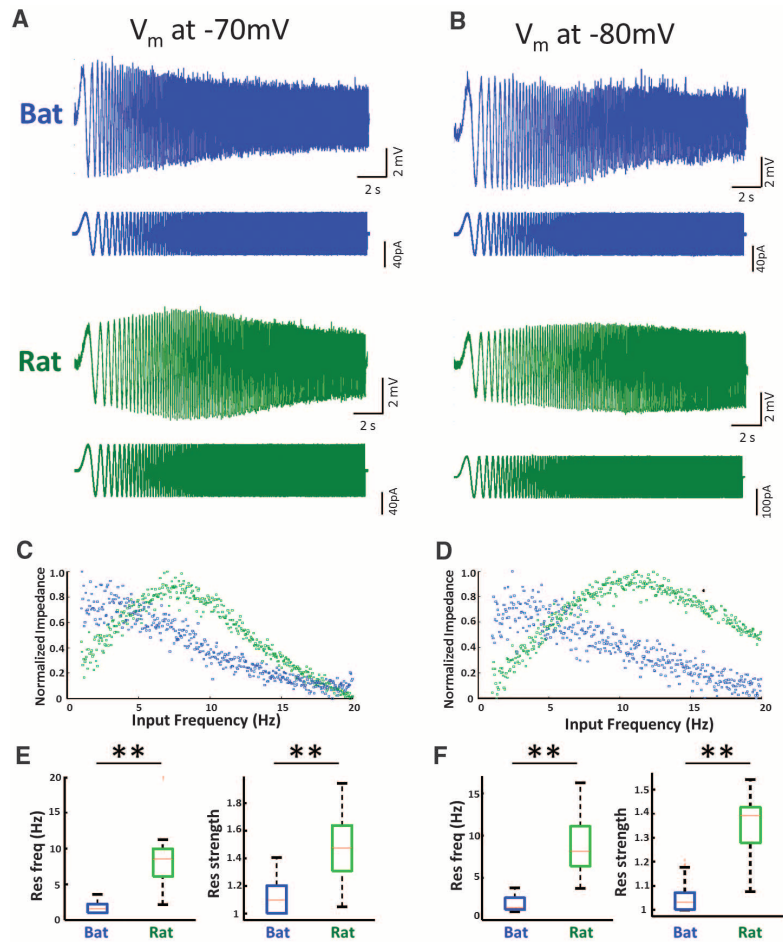 A
V_m at -70mV
B
V_m at -80mV
Bat
2 mV
2 s
2 mV
2 s
40pA
40pA
Rat
2 mV
2 s
2 mV
2 s
40pA
100pA
C
Normalized Impedance
1.0
0.8
0.6
0.4
0.2
0
0
5
10
15
20
Input Frequency (Hz)
D
Normalized Impedance
1.0
0.8
0.6
0.4
0.2
0
0
5
10
15
20
Input Frequency (Hz)
E
**
Res freq (Hz)
20
15
10
5
0
Bat
Rat
**
Res strength
1.8
1.6
1.4
1.2
1
Bat
Rat
F
**
Res freq (Hz)
15
10
5
0
Bat
Rat
**
Res strength
1.5
1.4
1.3
1.2
1.1
1
Bat
Rat